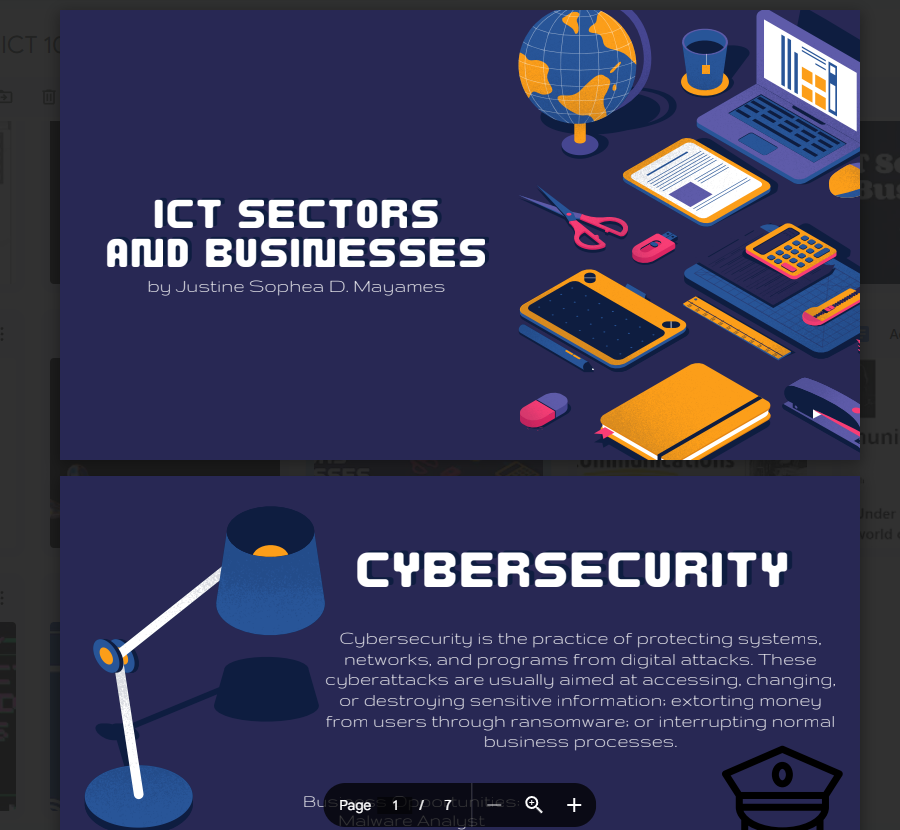 ICT 10
ICT SECTORS
AND BUSINESSES
by Justine Sophea D. Mayames
CYBERSECURITY
Cybersecurity is the practice of protecting systems,
networks, and programs from digital attacks. These
cyberattacks are usually aimed at accessing, changing,
or destroying sensitive information; extorting money
from users through ransomware; or interrupting normal
business processes.
Business Opportunities:
Malware Analyst
Page 1 / 7